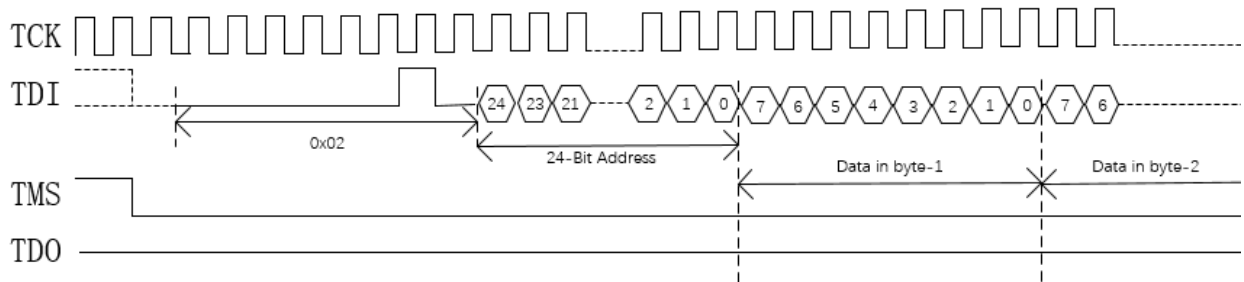 TCK
TDI 24 23 21 2 1 0 7 6 5 4 3 2 1 0 7 6
0x02
24-Bit Address
Data in byte-1 Data in byte-2
TMS
TDO